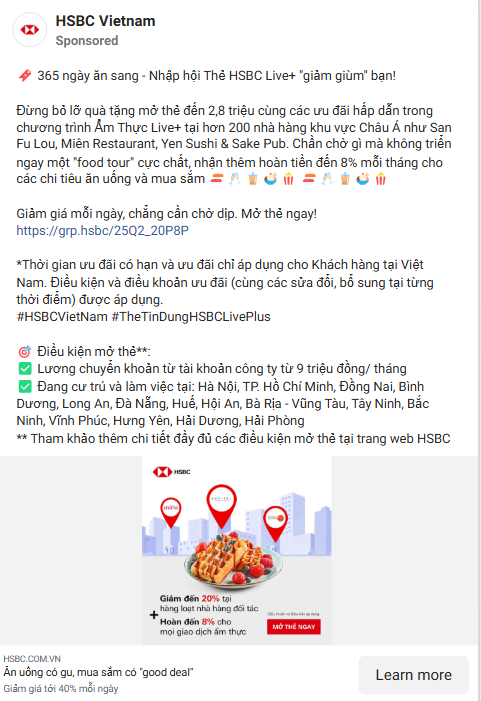 HSBC Vietnam
Sponsored
365 ngày ăn sang - Nhập hội Thẻ HSBC Live+ "giảm giùm" bạn!
Đừng bỏ lỡ quà tặng mở thẻ đến 2,8 triệu cùng các ưu đãi hấp dẫn trong
chương trình Ẩm Thực Live+ tại hơn 200 nhà hàng khu vực Châu Á như San
Fu Lou, Miên Restaurant, Yen Sushi & Sake Pub. Chần chờ gì mà không triển
ngay một "food tour" cực chất, nhận thêm hoàn tiền đến 8% mỗi tháng cho
các chi tiêu ăn uống và mua sắm
Giảm giá mỗi ngày, chẳng cần chờ dịp. Mở thẻ ngay!
https://grp.hsbc/25Q2_20P8P
*Thời gian ưu đãi có hạn và ưu đãi chỉ áp dụng cho Khách hàng tại Việt
Nam. Điều kiện và điều khoản ưu đãi (cùng các sửa đổi, bổ sung tại từng
thời điểm) được áp dụng.
#HSBCVietNam #TheTinDungHSBCLivePlus
Điều kiện mở thẻ**:
Lương chuyển khoản từ tài khoản công ty từ 9 triệu đồng/ tháng
Đang cư trú và làm việc tại: Hà Nội, TP. Hồ Chí Minh, Đồng Nai, Bình
Dương, Long An, Đà Nẵng, Huế, Hội An, Bà Rịa - Vũng Tàu, Tây Ninh, Bắc
Ninh, Vĩnh Phúc, Hưng Yên, Hải Dương, Hải Phòng
** Tham khảo thêm chi tiết đầy đủ các điều kiện mở thẻ tại trang web HSBC
HSBC
miên
Giảm đến 20% tại
hàng loạt nhà hàng đối tác
+ Hoàn đến 8% cho
mọi giao dịch ẩm thực
Điều khoản và Điều kiện áp dụng.
MỞ THẺ NGAY
HSBC.COM.VN
Ăn uống có gu, mua sắm có "good deal"
Giảm giá tới 40% mỗi ngày
Learn more